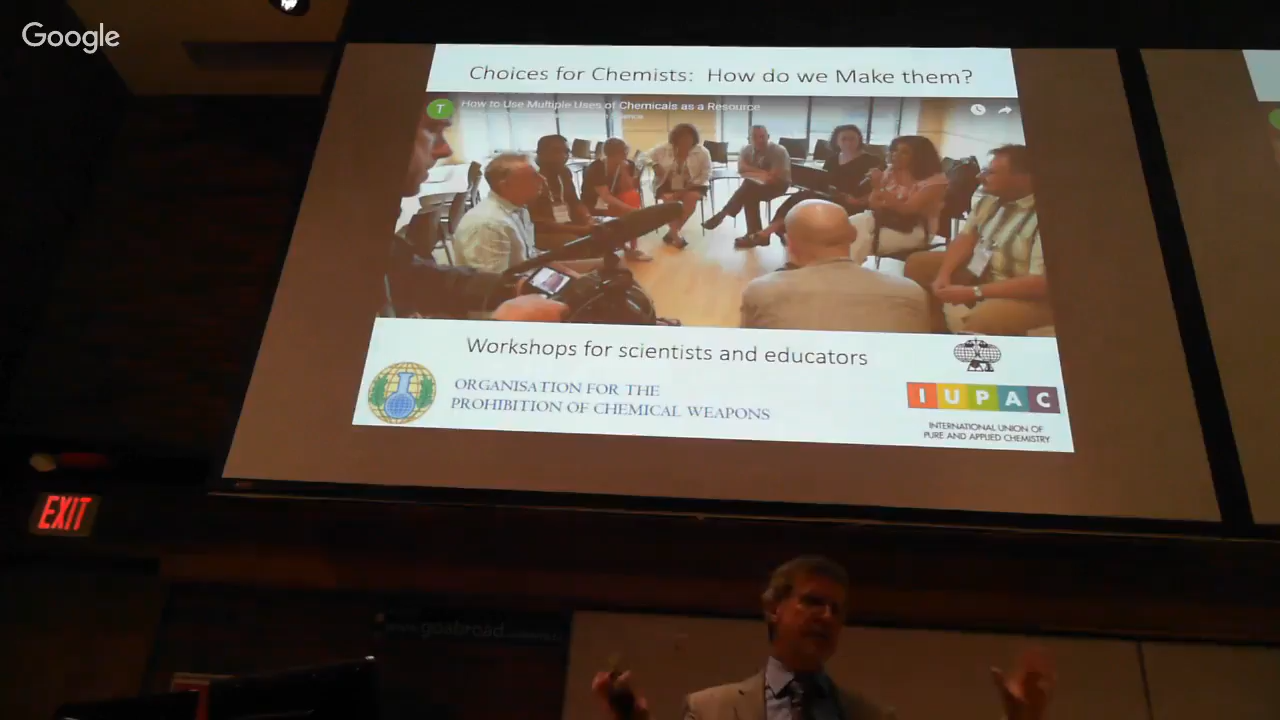 Google
Choices for Chemists: How do we Make them?
T
How to Use Multiple Uses of Chemicals as a Resource
Workshops for scientists and educators
ORGANISATION FOR THE
PROHIBITION OF CHEMICAL WEAPONS
IUPAC
INTERNATIONAL UNION OF
PURE AND APPLIED CHEMISTRY
EXIT